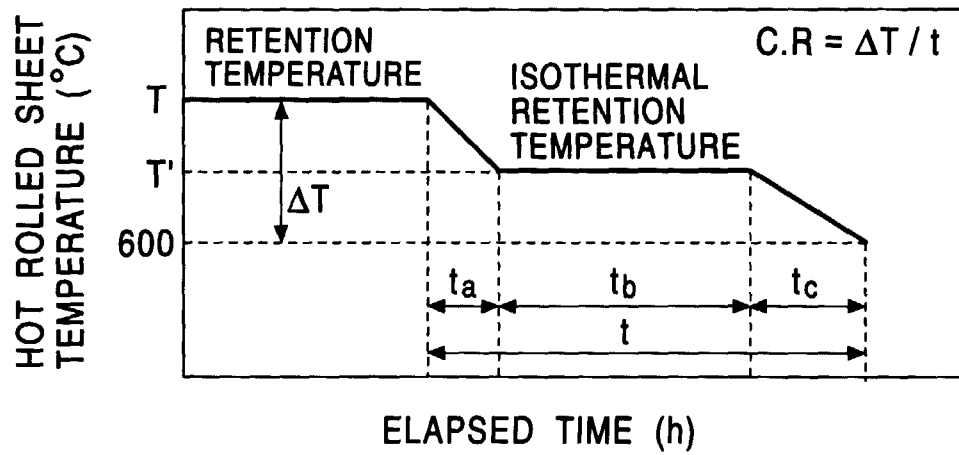 HOT ROLLED SHEET
TEMPERATURE (°C)
RETENTION
TEMPERATURE
C.R = ΔT / t
ISOTHERMAL
RETENTION
TEMPERATURE
T
T'
ΔT
600
ta
tb
tc
t
ELAPSED TIME (h)